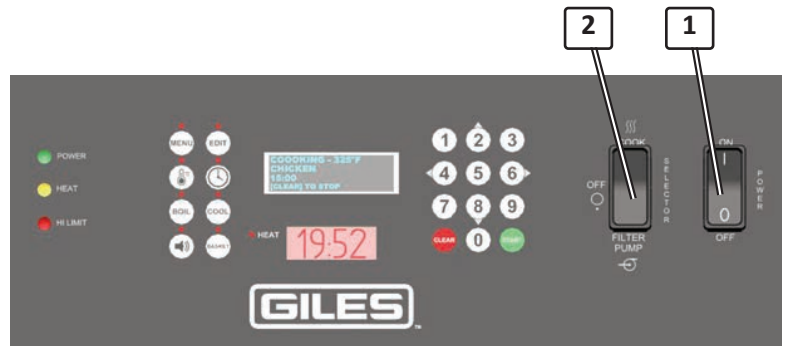 2
1
POWER
HEAT
HI LIMIT
MENU
EDIT
BOIL
COOL
BASKET
COOOKING - 325°F
CHICKEN
15:00
[CLEAR] TO STOP
HEAT
19:52
1 2 3
4 5 6
7 8 9
CLEAR 0 START
GILES
TM
COOK
OFF
SELECTOR
FILTER
PUMP
ON
I
0
OFF
POWER